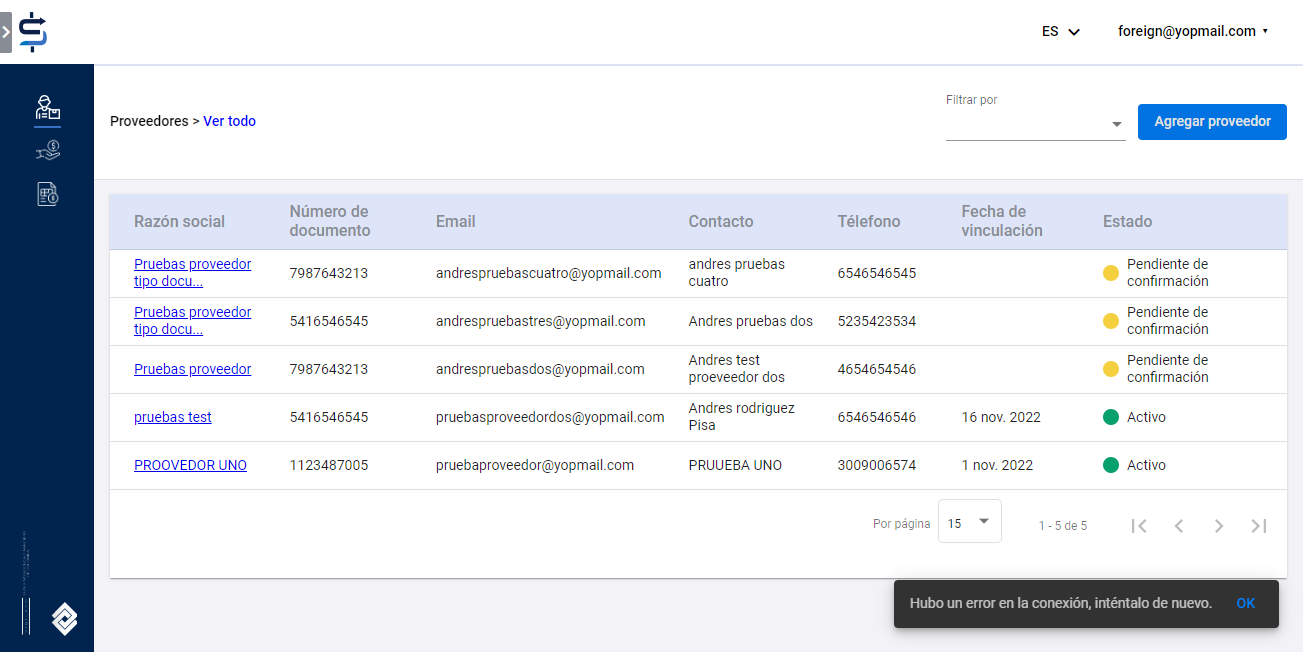 ES
foreign@yopmail.com
Proveedores > Ver todo
Filtrar por
Agregar proveedor
Razón social
Número de
documento
Email
Contacto
Télefono
Fecha de
vinculación
Estado
Pruebas proveedor
tipo docu...
7987643213
andrespruebascuatro@yopmail.com
andres pruebas
cuatro
6546546545
Pendiente de
confirmación
Pruebas proveedor
tipo docu...
5416546545
andrespruebastres@yopmail.com
Andres pruebas dos
5235423534
Pendiente de
confirmación
Pruebas proveedor
7987643213
andrespruebasdos@yopmail.com
Andres test
proeveedor dos
4654654546
Pendiente de
confirmación
pruebas test
5416546545
pruebasproveedordos@yopmail.com
Andres rodriguez
Pisa
6546546546
16 nov. 2022
Activo
PROOVEDOR UNO
1123487005
pruebaproveedor@yopmail.com
PRUUEBA UNO
3009006574
1 nov. 2022
Activo
Por página
15
1 - 5 de 5
Hubo un error en la conexión, inténtalo de nuevo.
OK